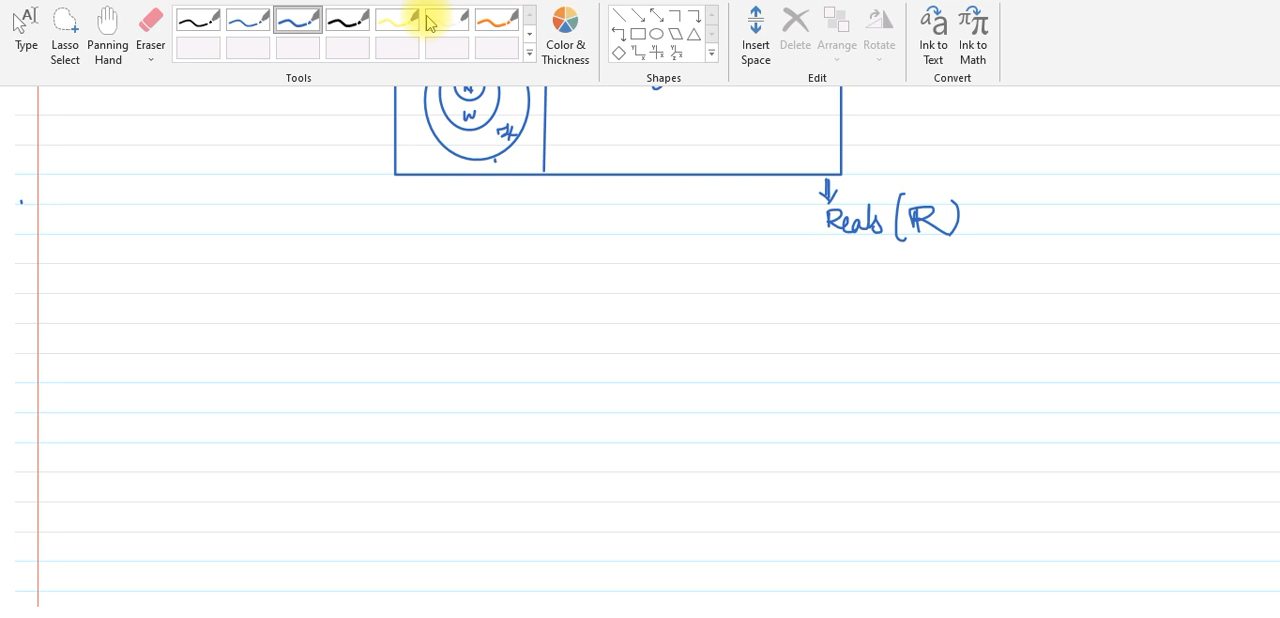 Type
Lasso Select
Panning Hand
Eraser
Color & Thickness
Insert Space
Delete
Arrange
Rotate
Ink to Text
Ink to Math
Tools
Shapes
Edit
Convert
N
W
Z
Reals (ℝ)